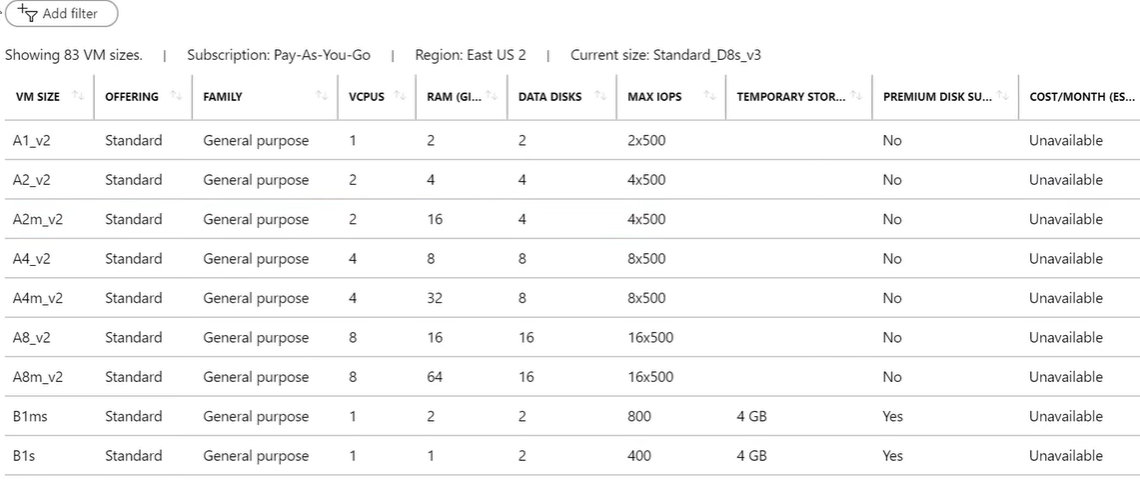 Add filter
Showing 83 VM sizes. | Subscription: Pay-As-You-Go | Region: East US 2 | Current size: Standard_D8s_v3
VM SIZE OFFERING FAMILY VCPUS RAM (GI... DATA DISKS MAX IOPS TEMPORARY STOR... PREMIUM DISK SU... COST/MONTH (ES...
A1_v2 Standard General purpose 1 2 2 2x500 No Unavailable
A2_v2 Standard General purpose 2 4 4 4x500 No Unavailable
A2m_v2 Standard General purpose 2 16 4 4x500 No Unavailable
A4_v2 Standard General purpose 4 8 8 8x500 No Unavailable
A4m_v2 Standard General purpose 4 32 8 8x500 No Unavailable
A8_v2 Standard General purpose 8 16 16 16x500 No Unavailable
A8m_v2 Standard General purpose 8 64 16 16x500 No Unavailable
B1ms Standard General purpose 1 2 2 800 4 GB Yes Unavailable
B1s Standard General purpose 1 1 2 400 4 GB Yes Unavailable